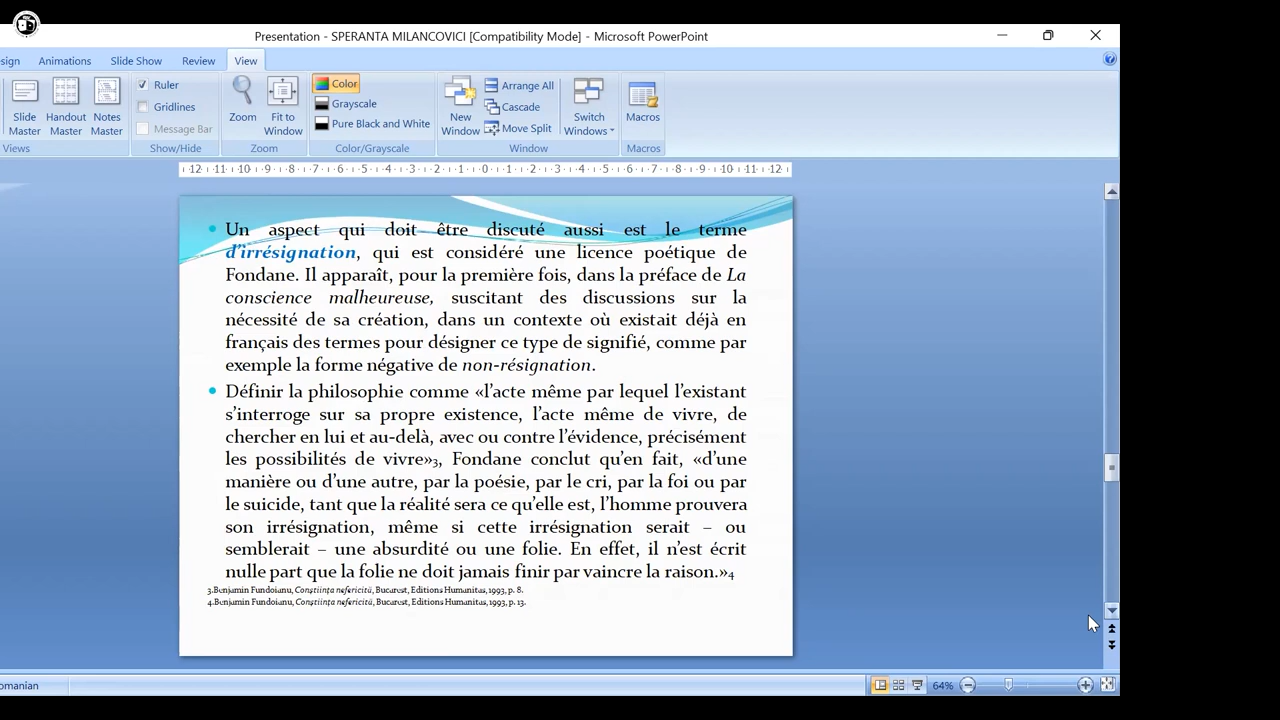 Presentation - SPERANTA MILANCOVICI [Compatibility Mode] - Microsoft PowerPoint
sign Animations Slide Show Review View
Slide Master
Handout Master
Notes Master
Views
Ruler
Gridlines
Message Bar
Show/Hide
Zoom
Fit to Window
Zoom
Color
Grayscale
Pure Black and White
Color/Grayscale
New Window
Arrange All
Cascade
Move Split
Switch Windows
Window
Macros
Macros
12 11 10 9 8 7 6 5 4 3 2 1 0 1 2 3 4 5 6 7 8 9 10 11 12
Un aspect qui doit être discuté aussi est le terme
d’irrésignation, qui est considéré une licence poétique de
Fondane. Il apparaît, pour la première fois, dans la préface de La
conscience malheureuse, suscitant des discussions sur la
nécessité de sa création, dans un contexte où existait déjà en
français des termes pour désigner ce type de signifié, comme par
exemple la forme négative de non-résignation.
Définir la philosophie comme «l’acte même par lequel l’existant
s’interroge sur sa propre existence, l’acte même de vivre, de
chercher en lui et au-delà, avec ou contre l’évidence, précisément
les possibilités de vivre»3, Fondane conclut qu’en fait, «d’une
manière ou d’une autre, par la poésie, par le cri, par la foi ou par
le suicide, tant que la réalité sera ce qu’elle est, l’homme prouvera
son irrésignation, même si cette irrésignation serait – ou
semblerait – une absurdité ou une folie. En effet, il n’est écrit
nulle part que la folie ne doit jamais finir par vaincre la raison.»4
3.Benjamin Fundoianu, Conştiinţa nefericită, Bucarest, Editions Humanitas, 1993, p. 8.
4.Benjamin Fundoianu, Conştiinţa nefericită, Bucarest, Editions Humanitas, 1993, p. 13.
omanian
64%